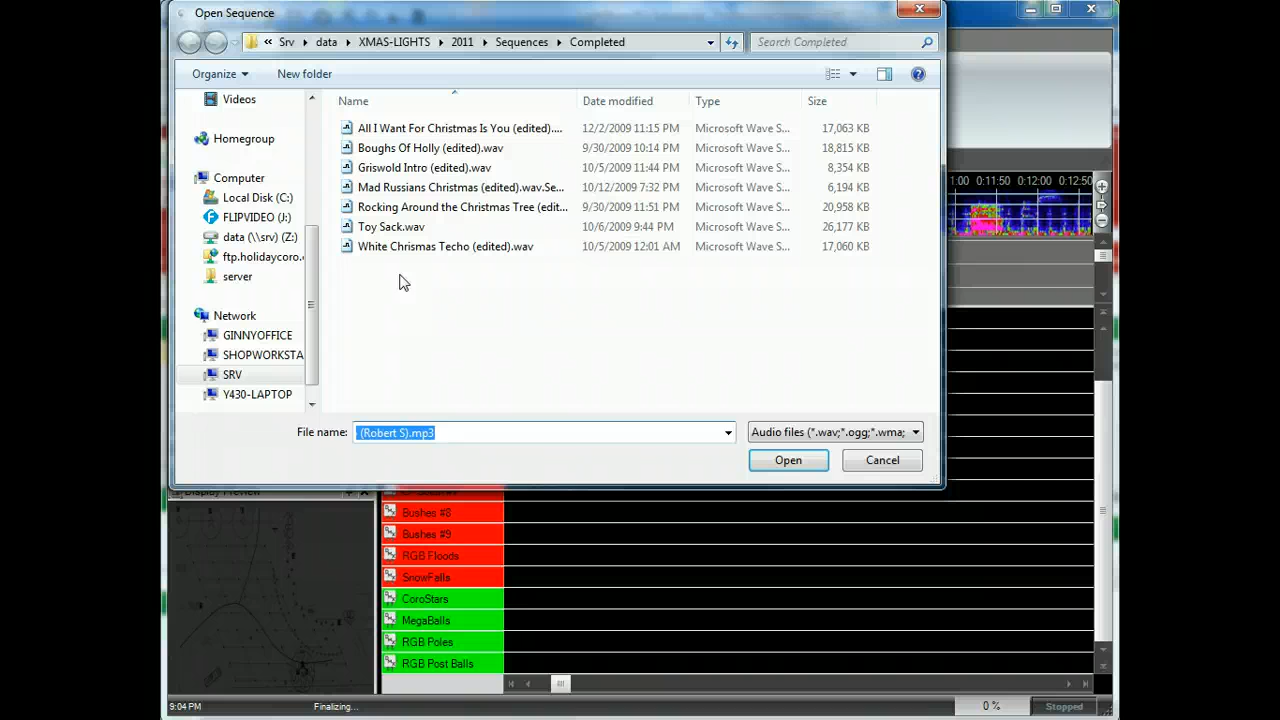 Open Sequence
« Srv › data › XMAS-LIGHTS › 2011 › Sequences › Completed
Search Completed
Organize
New folder
Name Date modified Type Size
All I Want For Christmas Is You (edited).... 12/2/2009 11:15 PM Microsoft Wave S... 17,063 KB
Boughs Of Holly (edited).wav 9/30/2009 10:14 PM Microsoft Wave S... 18,815 KB
Griswold Intro (edited).wav 10/5/2009 11:44 PM Microsoft Wave S... 8,354 KB
Mad Russians Christmas (edited).wav.Se... 10/12/2009 7:32 PM Microsoft Wave S... 6,194 KB
Rocking Around the Christmas Tree (edit... 9/30/2009 11:51 PM Microsoft Wave S... 20,958 KB
Toy Sack.wav 10/6/2009 9:44 PM Microsoft Wave S... 26,177 KB
White Chrismas Techo (edited).wav 10/5/2009 12:01 AM Microsoft Wave S... 17,060 KB
Videos
Homegroup
Computer
Local Disk (C:)
FLIPVIDEO (J:)
data (\\srv) (Z:)
ftp.holidaycoro.
server
Network
GINNYOFFICE
SHOPWORKSTA
SRV
Y430-LAPTOP
File name: (Robert S).mp3
Audio files (*.wav;*.ogg;*.wma;
Open
Cancel
1:00 0:11:50 0:12:00 0:12:50
Display Preview
Bushes #8
Bushes #9
RGB Floods
SnowFalls
CoroStars
MegaBalls
RGB Poles
RGB Post Balls
9:04 PM Finalizing... 0 % Stopped